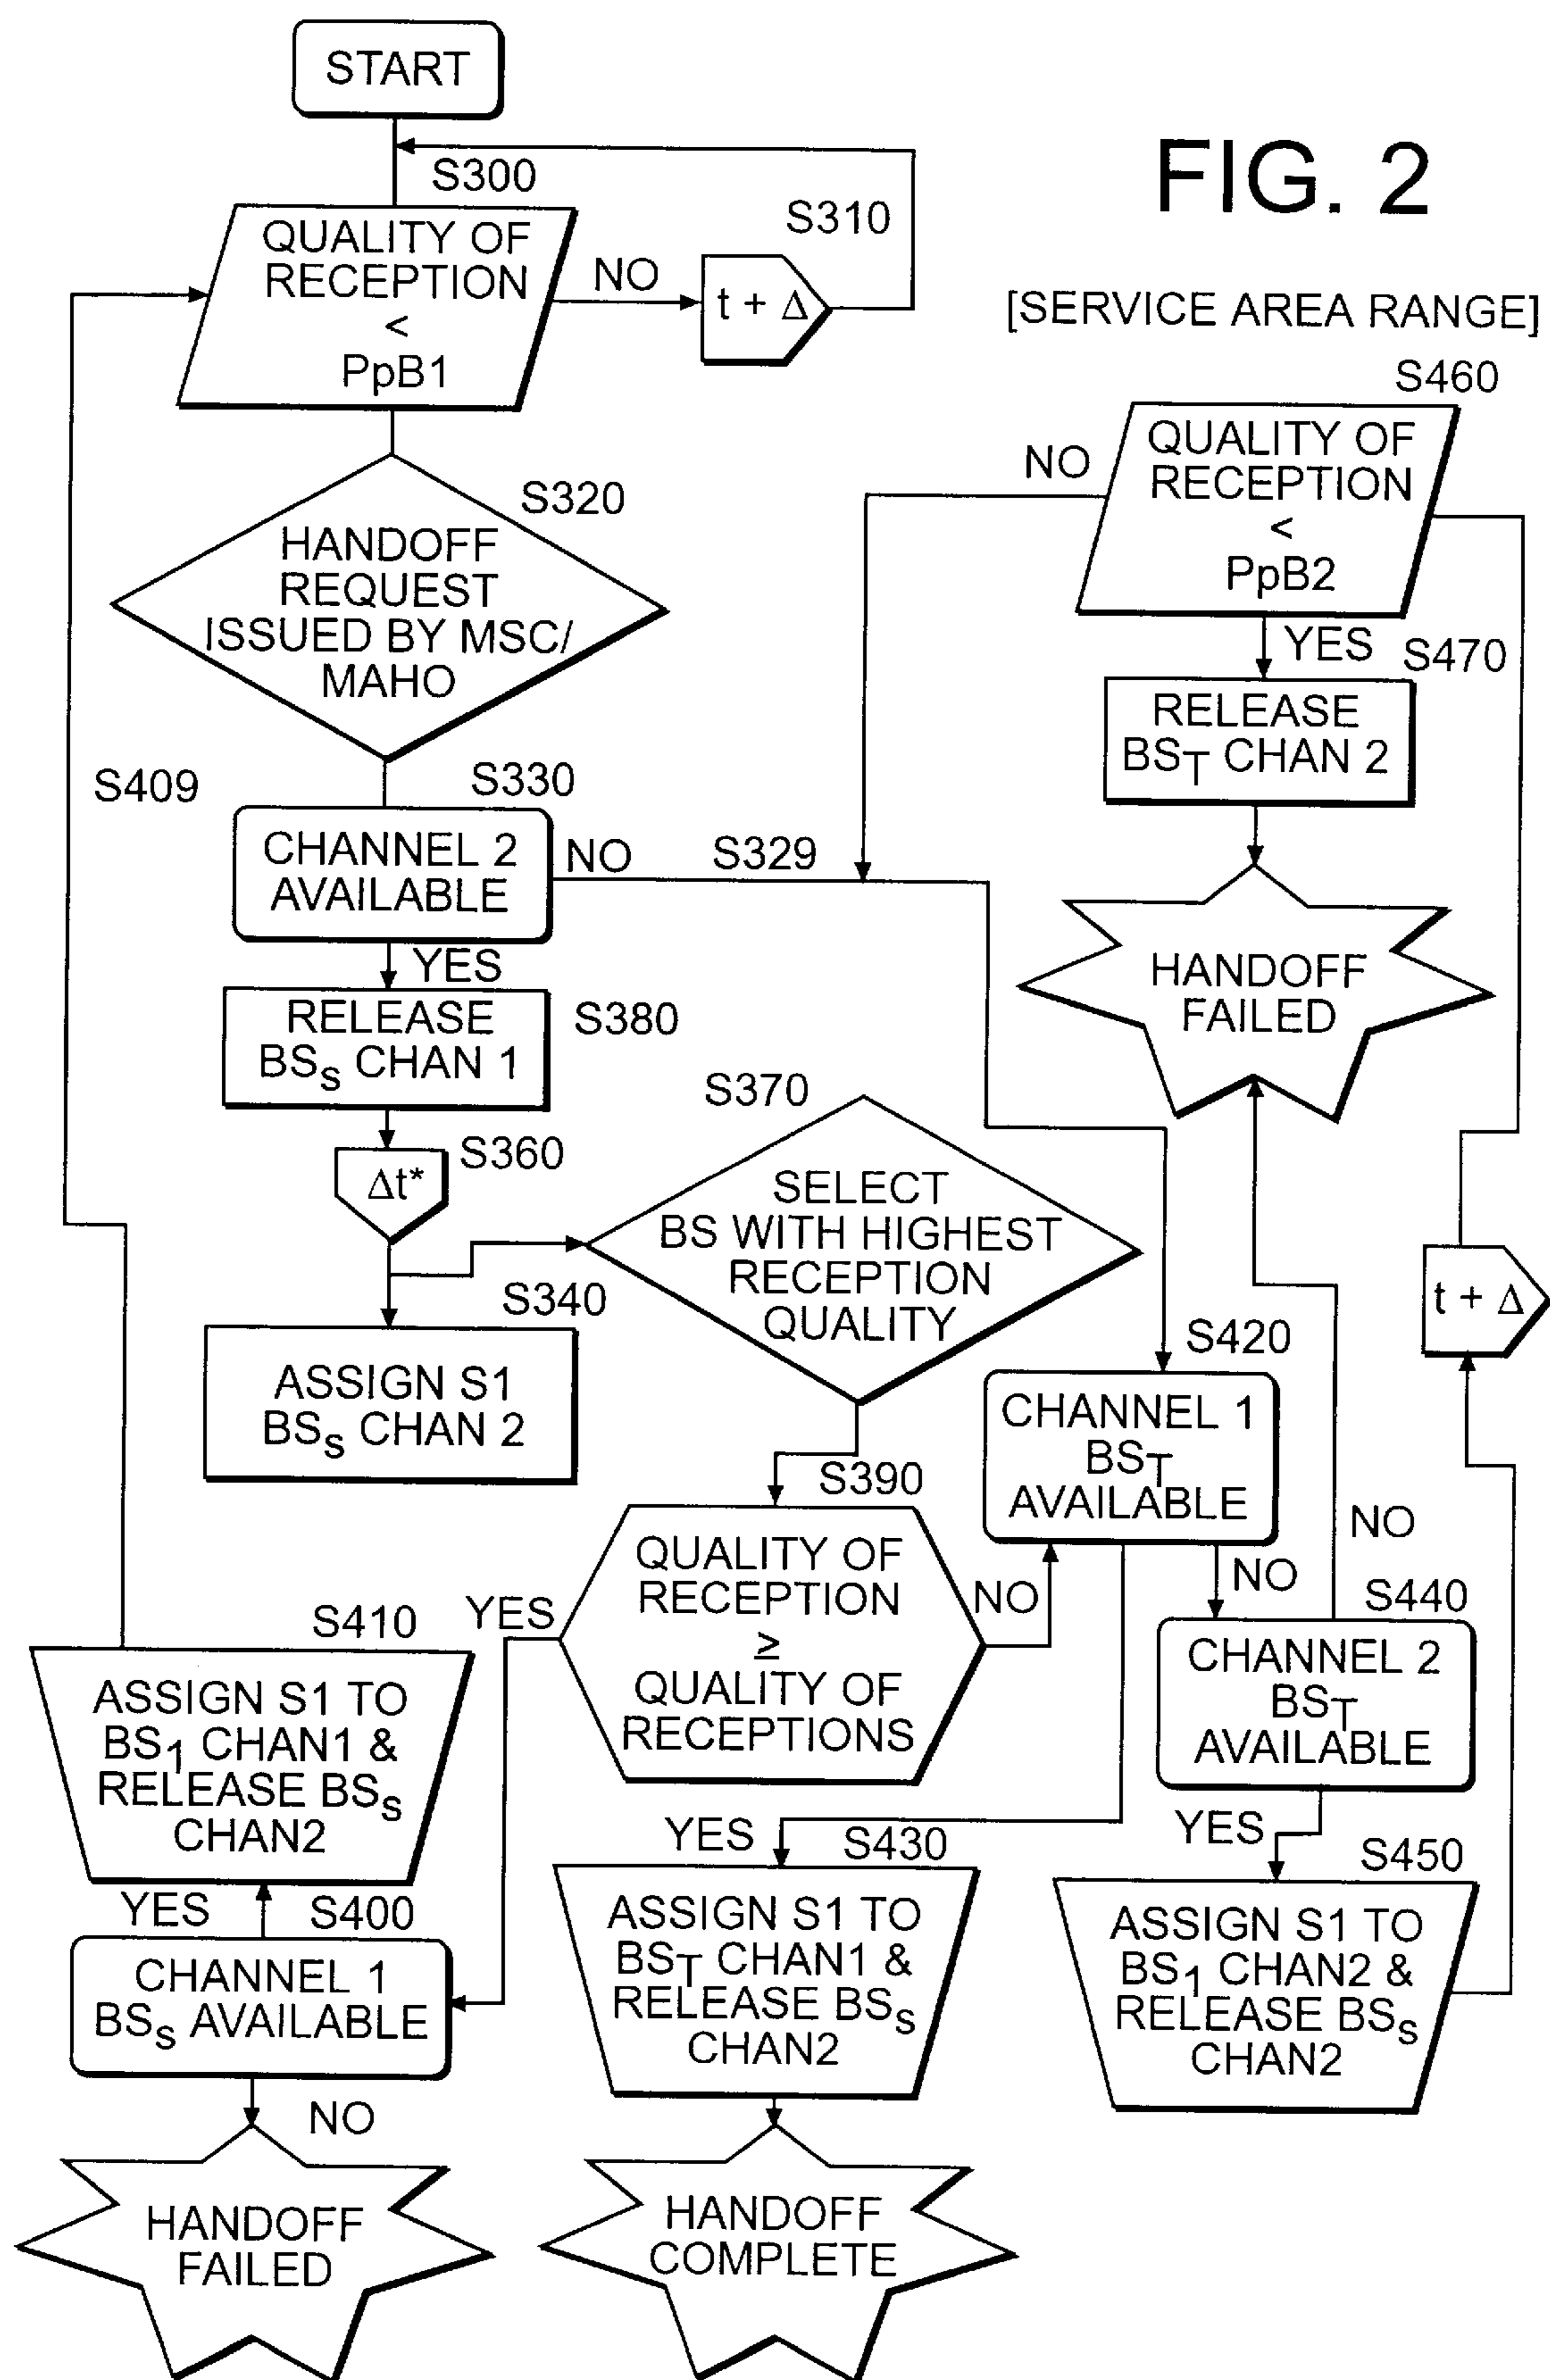 START
FIG. 2
S300
S310
QUALITY OF
RECEPTION
<
PpB1
NO
t + Δ
[SERVICE AREA RANGE]
S460
QUALITY OF
RECEPTION
<
PpB2
NO
YES
S470
RELEASE
BST CHAN 2
HANDOFF
FAILED
S320
HANDOFF
REQUEST
ISSUED BY MSC/
MAHO
S409
S330
CHANNEL 2
AVAILABLE
NO
S329
YES
RELEASE
BSs CHAN 1
S380
S360
Δt*
S370
SELECT
BS WITH HIGHEST
RECEPTION
QUALITY
S340
ASSIGN S1
BSs CHAN 2
t + Δ
S420
CHANNEL 1
BST
AVAILABLE
S390
QUALITY OF
RECEPTION
≥
QUALITY OF
RECEPTIONS
YES
NO
NO
NO
S440
CHANNEL 2
BST
AVAILABLE
S410
ASSIGN S1 TO
BS1 CHAN1 &
RELEASE BSs
CHAN2
YES
S400
CHANNEL 1
BSs AVAILABLE
NO
HANDOFF
FAILED
YES
S430
ASSIGN S1 TO
BST CHAN1 &
RELEASE BSs
CHAN2
HANDOFF
COMPLETE
YES
S450
ASSIGN S1 TO
BS1 CHAN2 &
RELEASE BSs
CHAN2